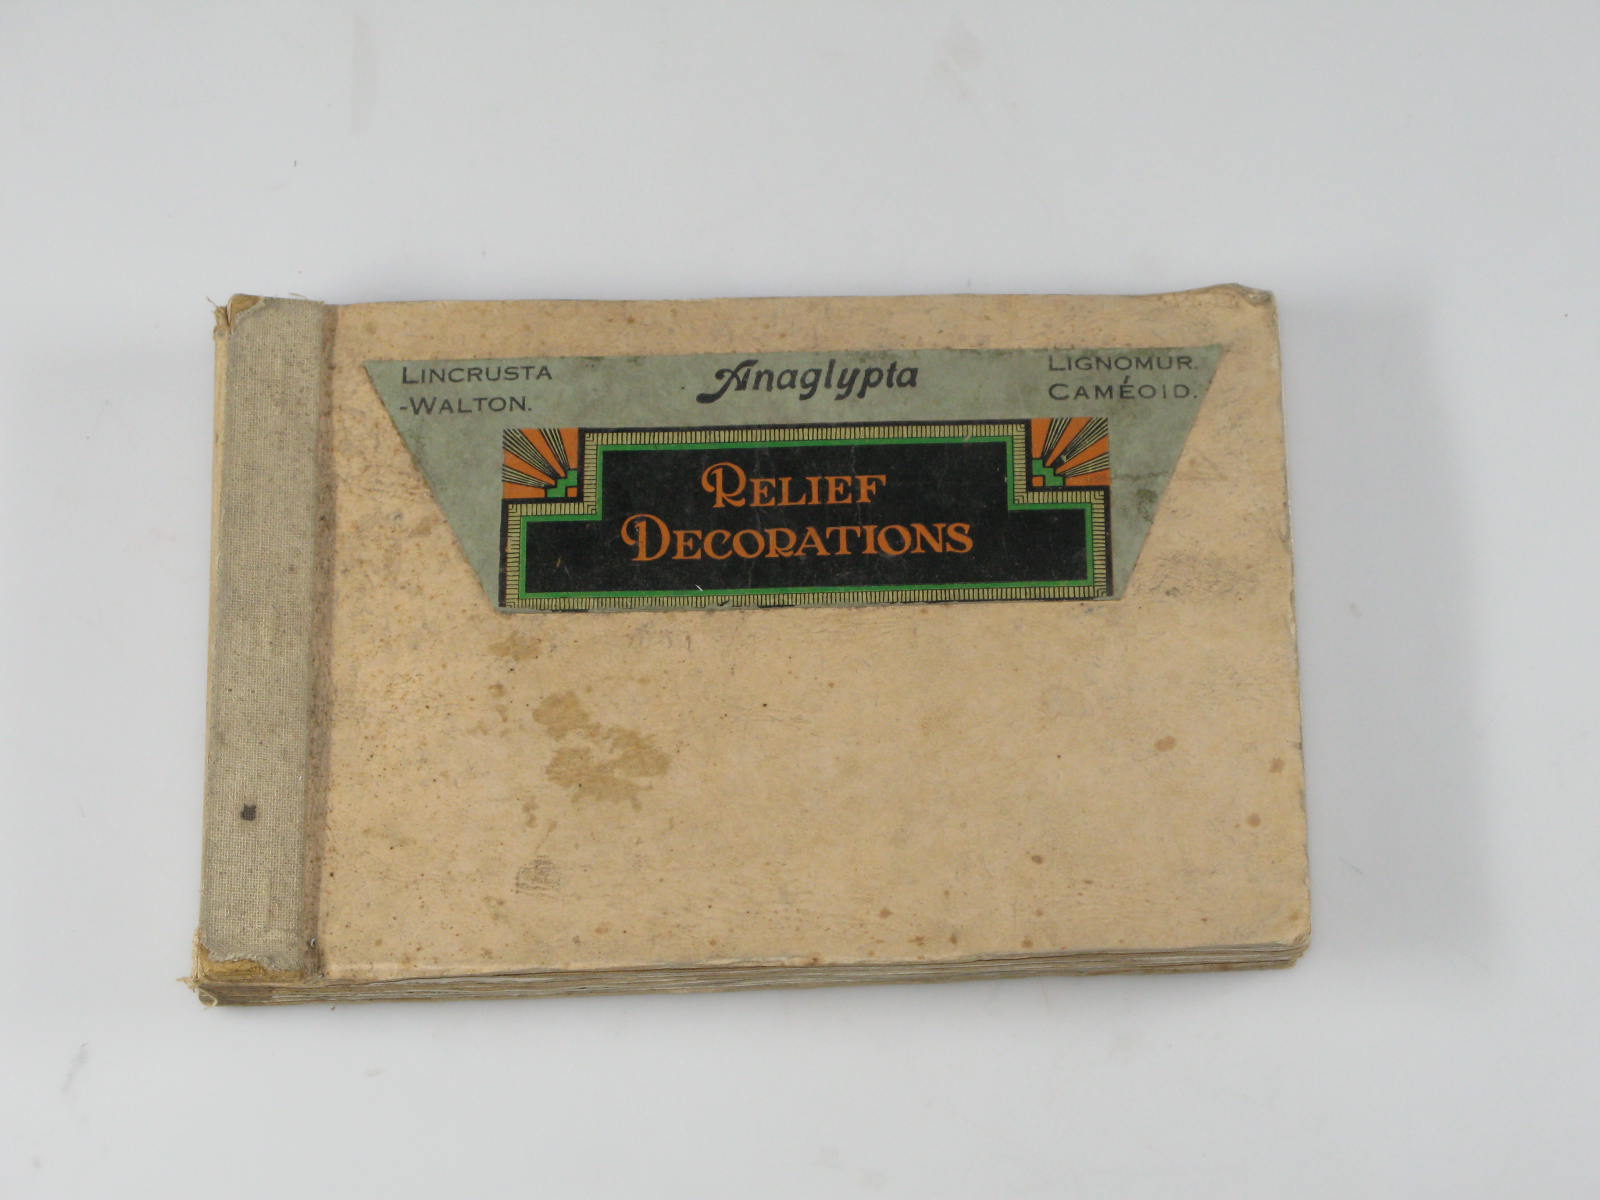 LINCRUSTA
-WALTON.
Anaglypta
LIGNOMUR.
CAMÉOID.
RELIEF
DECORATIONS